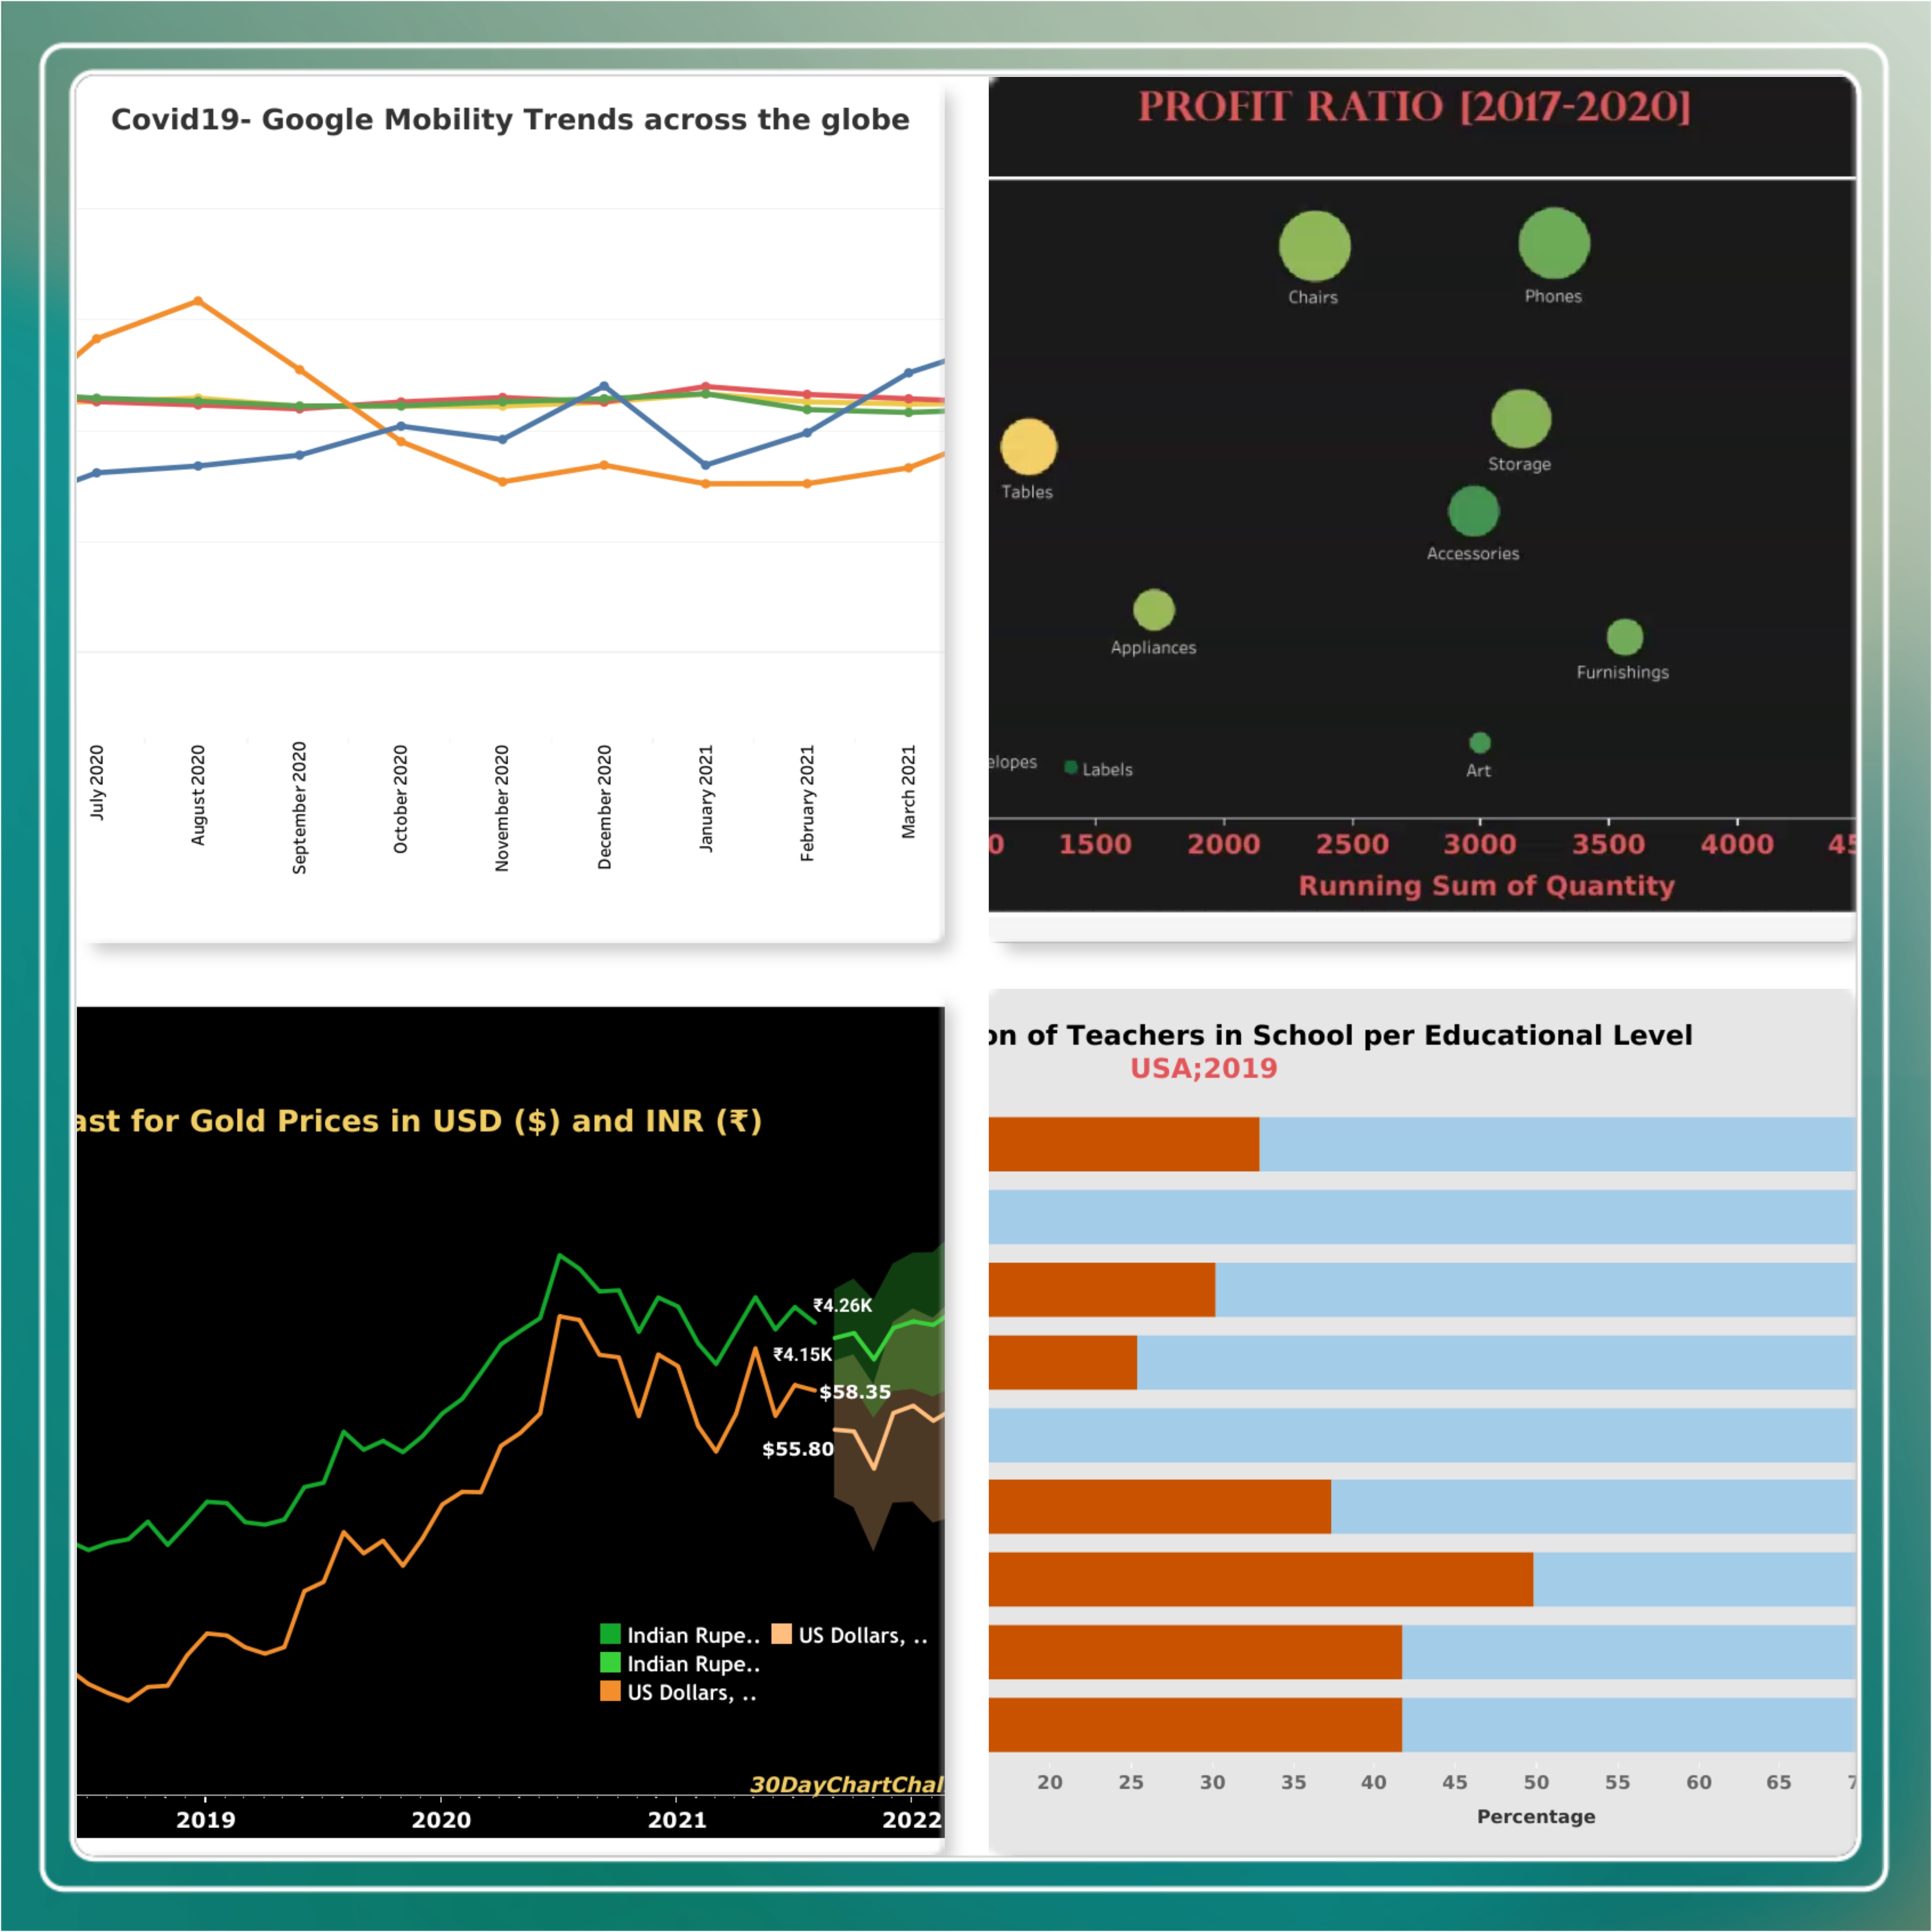 Covid19- Google Mobility Trends across the globe
July 2020
August 2020
September 2020
October 2020
November 2020
December 2020
January 2021
February 2021
March 2021
PROFIT RATIO [2017-2020]
Chairs
Phones
Storage
Tables
Accessories
Appliances
Furnishings
elopes
Labels
Art
0 1500 2000 2500 3000 3500 4000 45
Running Sum of Quantity
ast for Gold Prices in USD ($) and INR (₹)
₹4.26K
₹4.15K
$58.35
$55.80
Indian Rupe.. US Dollars, ..
Indian Rupe..
US Dollars, ..
30DayChartChal
2019 2020 2021 2022
on of Teachers in School per Educational Level
USA;2019
20 25 30 35 40 45 50 55 60 65 7
Percentage